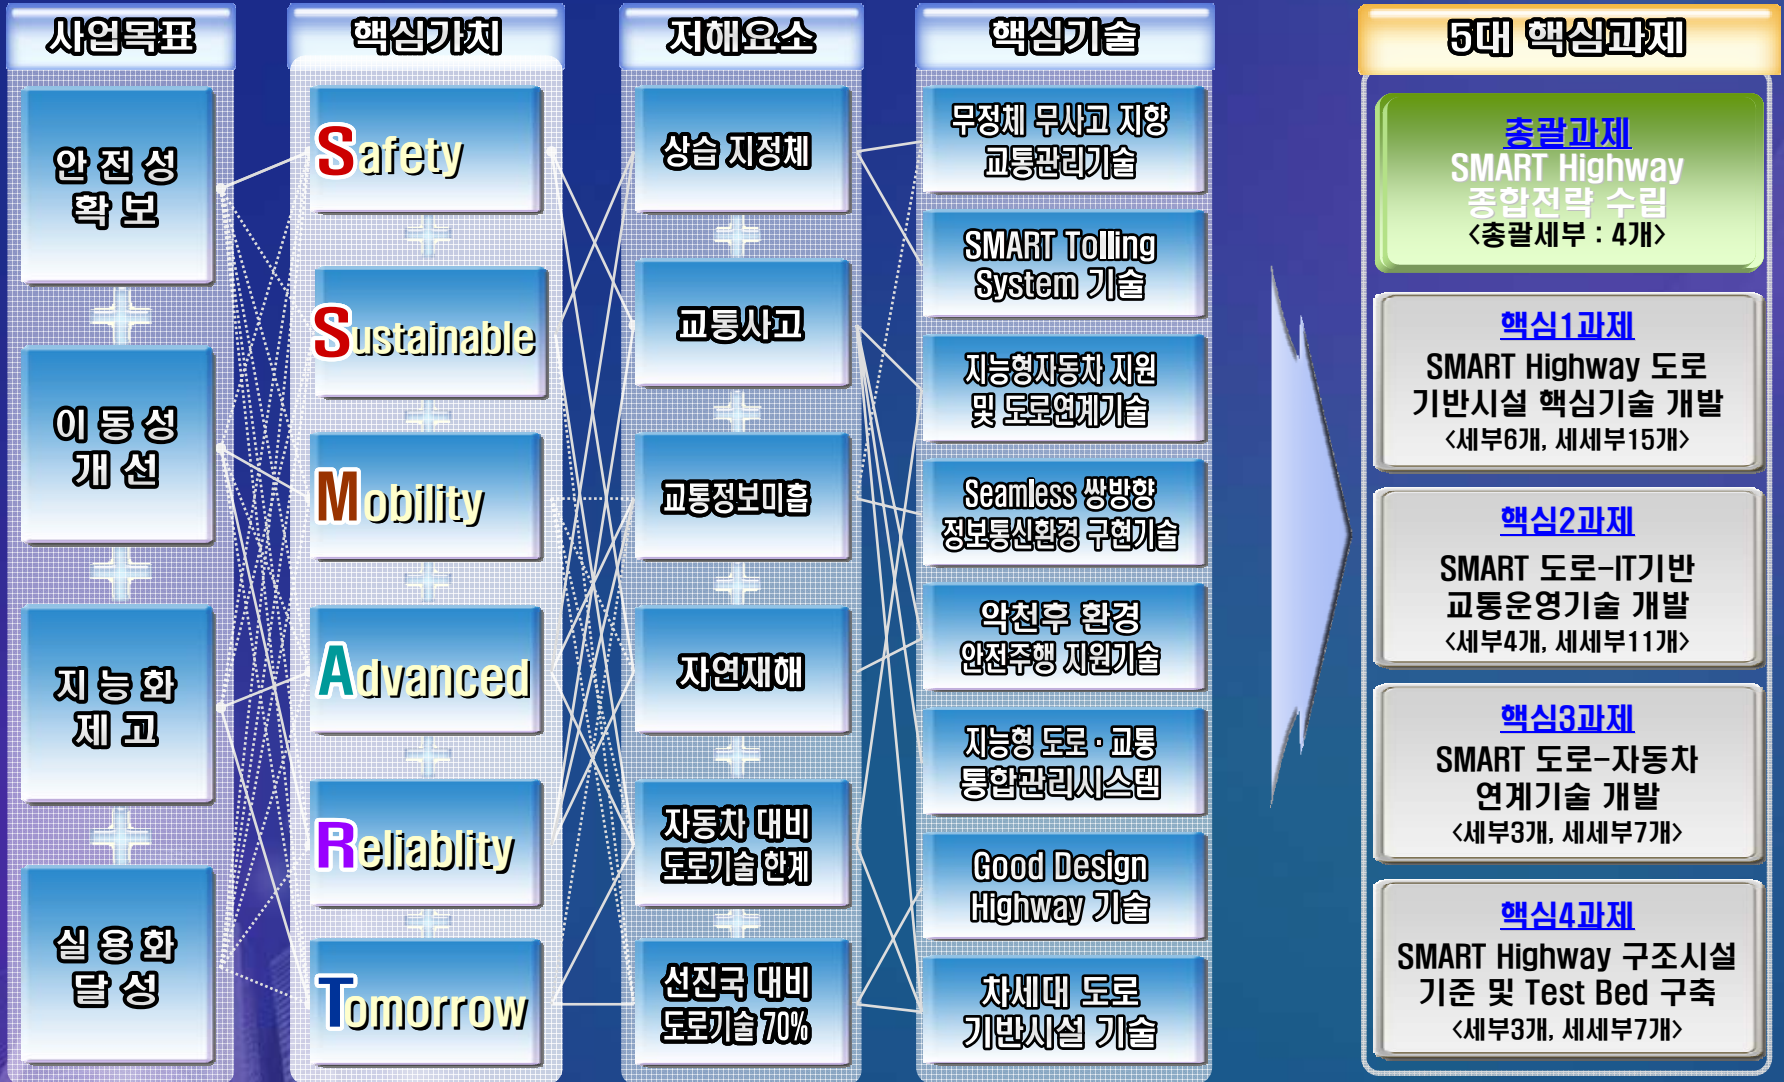 사업목표
안 전 성
확 보
이 동 성
개 선
지 능 화
제 고
실 용 화
달 성
핵심가치
Safety
Sustainable
Mobility
Advanced
Reliablity
Tomorrow
저해요소
상습 지정체
교통사고
교통정보미흡
자연재해
자동차 대비
도로기술 한계
선진국 대비
도로기술 70%
핵심기술
무정체 무사고 지향
교통관리기술
SMART Tolling
System 기술
지능형자동차 지원
및 도로연계기술
Seamless 쌍방향
정보통신환경 구현기술
악천후 환경
안전주행 지원기술
지능형 도로 · 교통
통합관리시스템
Good Design
Highway 기술
차세대 도로
기반시설 기술
5대 핵심과제
총괄과제
SMART Highway
종합전략 수립
<총괄세부 : 4개>
핵심1과제
SMART Highway 도로
기반시설 핵심기술 개발
<세부6개, 세세부15개>
핵심2과제
SMART 도로-IT기반
교통운영기술 개발
<세부4개, 세세부11개>
핵심3과제
SMART 도로-자동차
연계기술 개발
<세부3개, 세세부7개>
핵심4과제
SMART Highway 구조시설
기준 및 Test Bed 구축
<세부3개, 세세부7개>